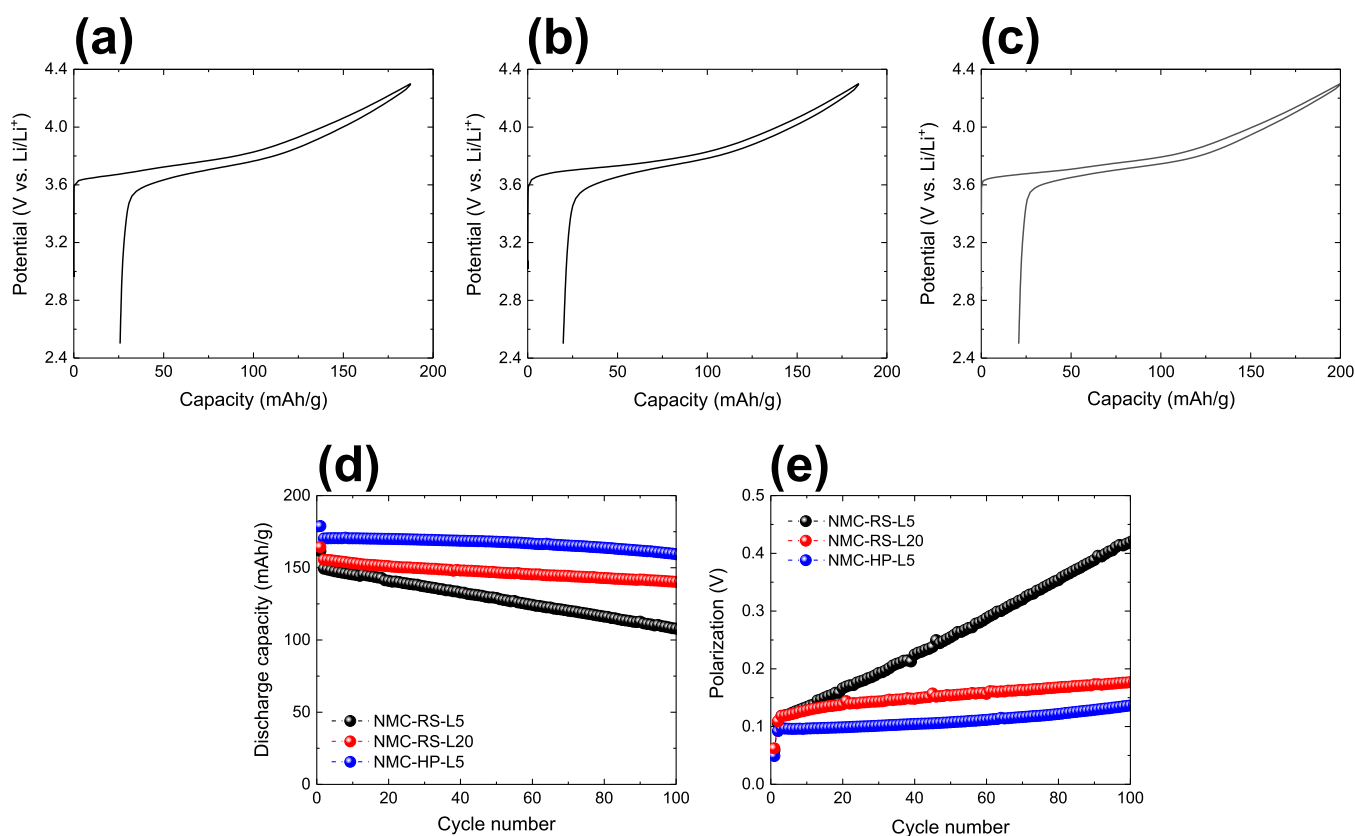 (a)
4.4
4.0
3.6
3.2
2.8
2.4
Potential (V vs. Li/Li⁺)
0
50
100
150
200
Capacity (mAh/g)
(b)
4.4
4.0
3.6
3.2
2.8
2.4
Potential (V vs. Li/Li⁺)
0
50
100
150
200
Capacity (mAh/g)
(c)
4.4
4.0
3.6
3.2
2.8
2.4
Potential (V vs. Li/Li⁺)
0
50
100
150
200
Capacity (mAh/g)
(d)
200
150
100
50
0
Discharge capacity (mAh/g)
NMC-RS-L5
NMC-RS-L20
NMC-HP-L5
0
20
40
60
80
100
Cycle number
(e)
0.5
0.4
0.3
0.2
0.1
0.0
Polarization (V)
NMC-RS-L5
NMC-RS-L20
NMC-HP-L5
0
20
40
60
80
100
Cycle number